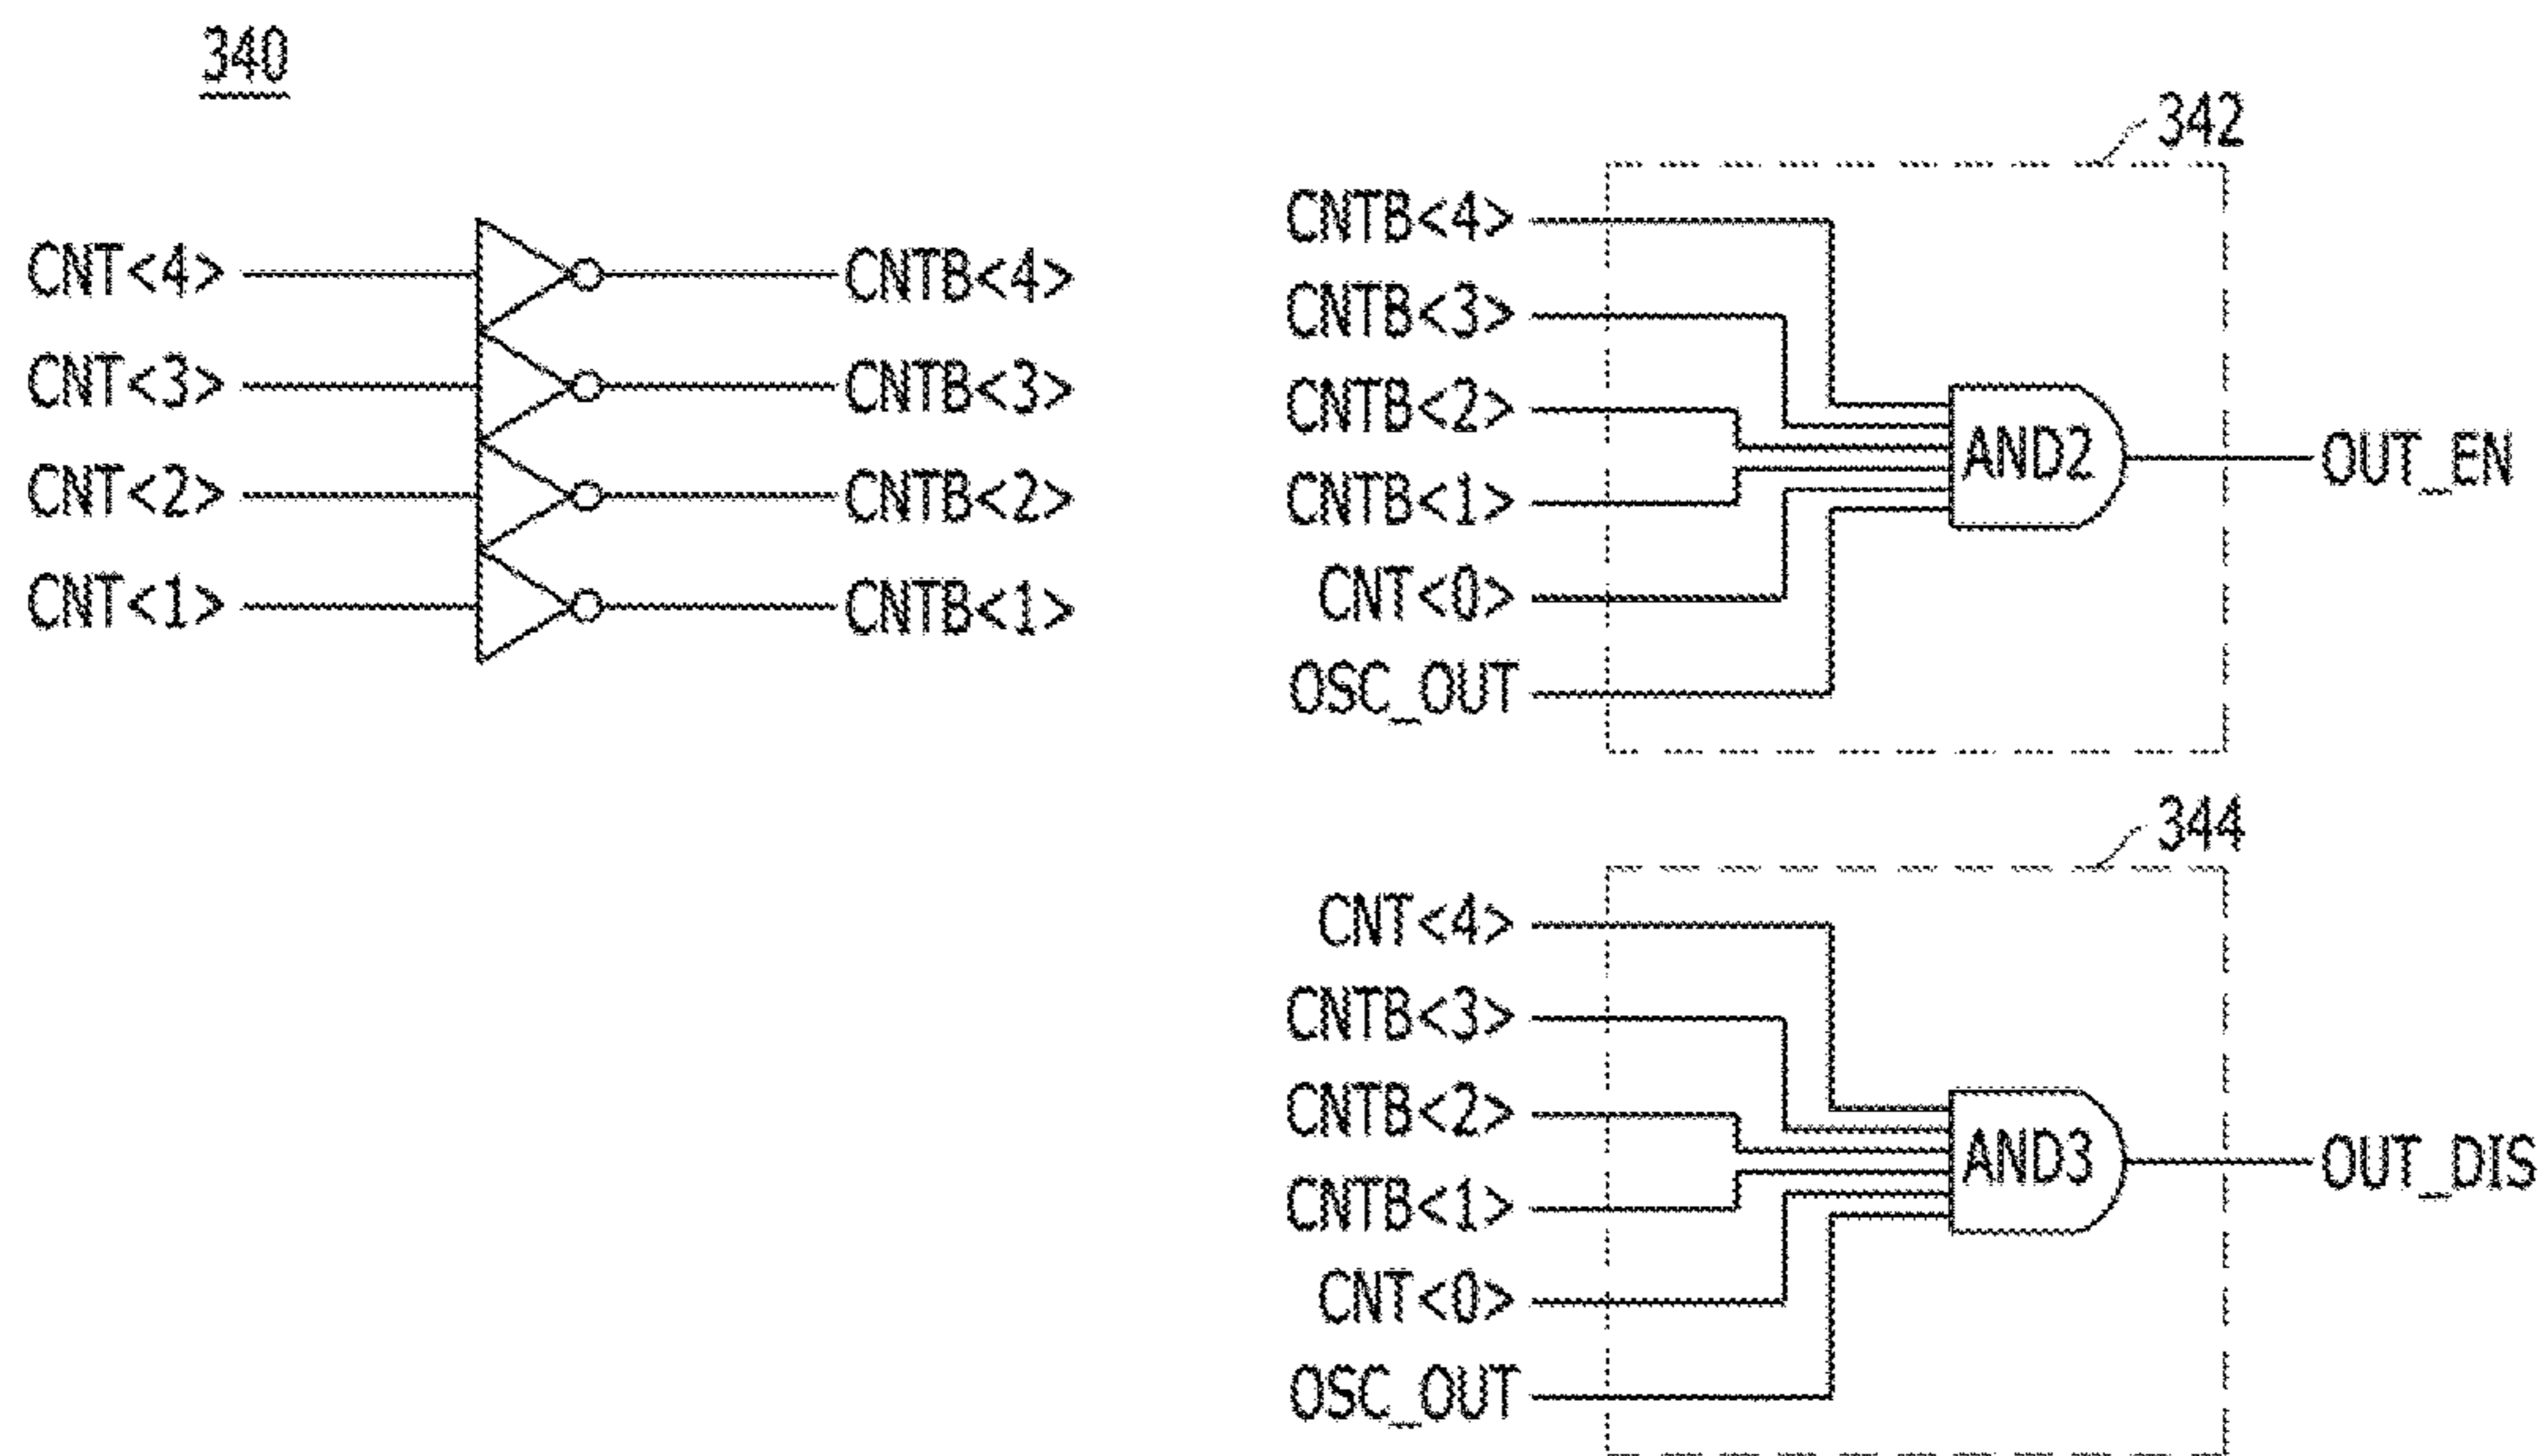 340
CNT<4>
CNTB<4>
CNT<3>
CNTB<3>
CNT<2>
CNTB<2>
CNT<1>
CNTB<1>
342
CNTB<4>
CNTB<3>
CNTB<2>
CNTB<1>
CNT<0>
OSC_OUT
AND2
OUT_EN
344
CNT<4>
CNTB<3>
CNTB<2>
CNTB<1>
CNT<0>
OSC_OUT
AND3
OUT_DIS